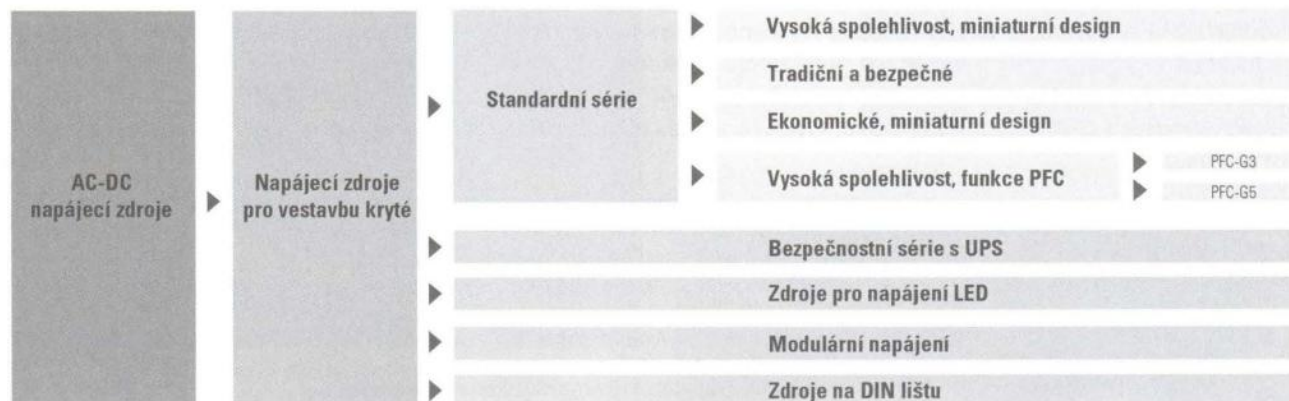 AC-DC
napájecí zdroje
Napájecí zdroje
pro vestavbu kryté
Standardní série
Vysoká spolehlivost, miniaturní design
Tradiční a bezpečné
Ekonomické, miniaturní design
Vysoká spolehlivost, funkce PFC
PFC-G3
PFC-G5
Bezpečnostní série s UPS
Zdroje pro napájení LED
Modulární napájení
Zdroje na DIN lištu